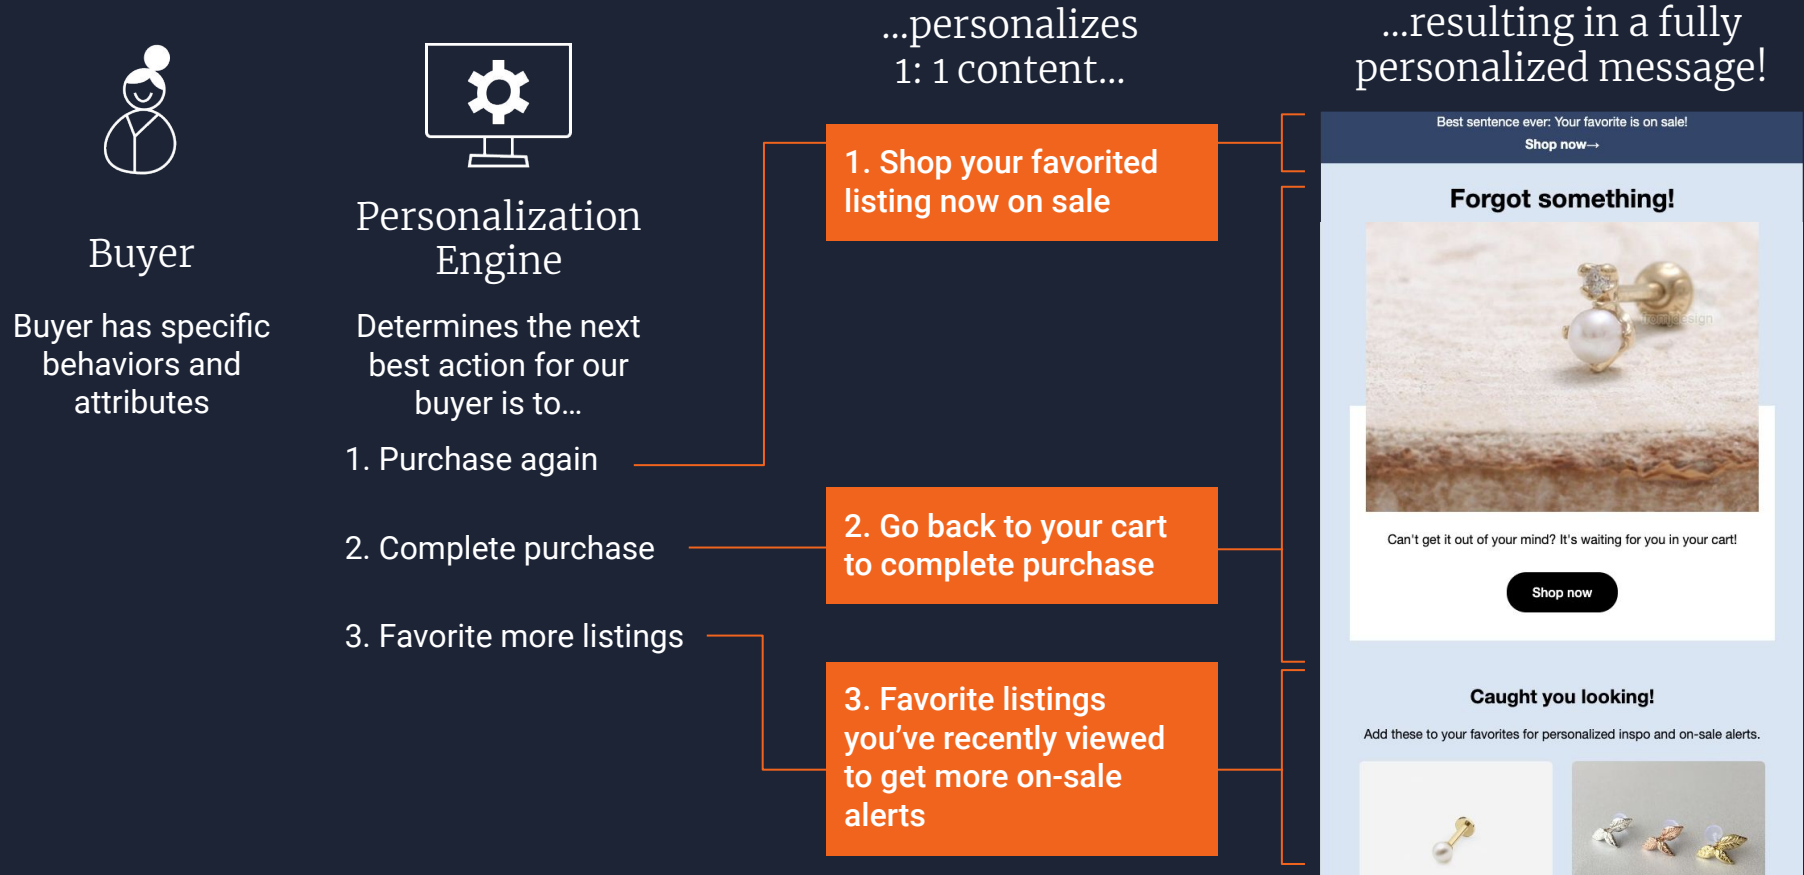 Buyer
Buyer has specific
behaviors and
attributes
Personalization
Engine
Determines the next
best action for our
buyer is to...
1. Purchase again
2. Complete purchase
3. Favorite more listings
...personalizes
1: 1 content...
1. Shop your favorited
listing now on sale
2. Go back to your cart
to complete purchase
3. Favorite listings
you’ve recently viewed
to get more on-sale
alerts
...resulting in a fully
personalized message!
Best sentence ever: Your favorite is on sale!
Shop now→
Forgot something!
Can't get it out of your mind? It's waiting for you in your cart!
Shop now
Caught you looking!
Add these to your favorites for personalized inspo and on-sale alerts.